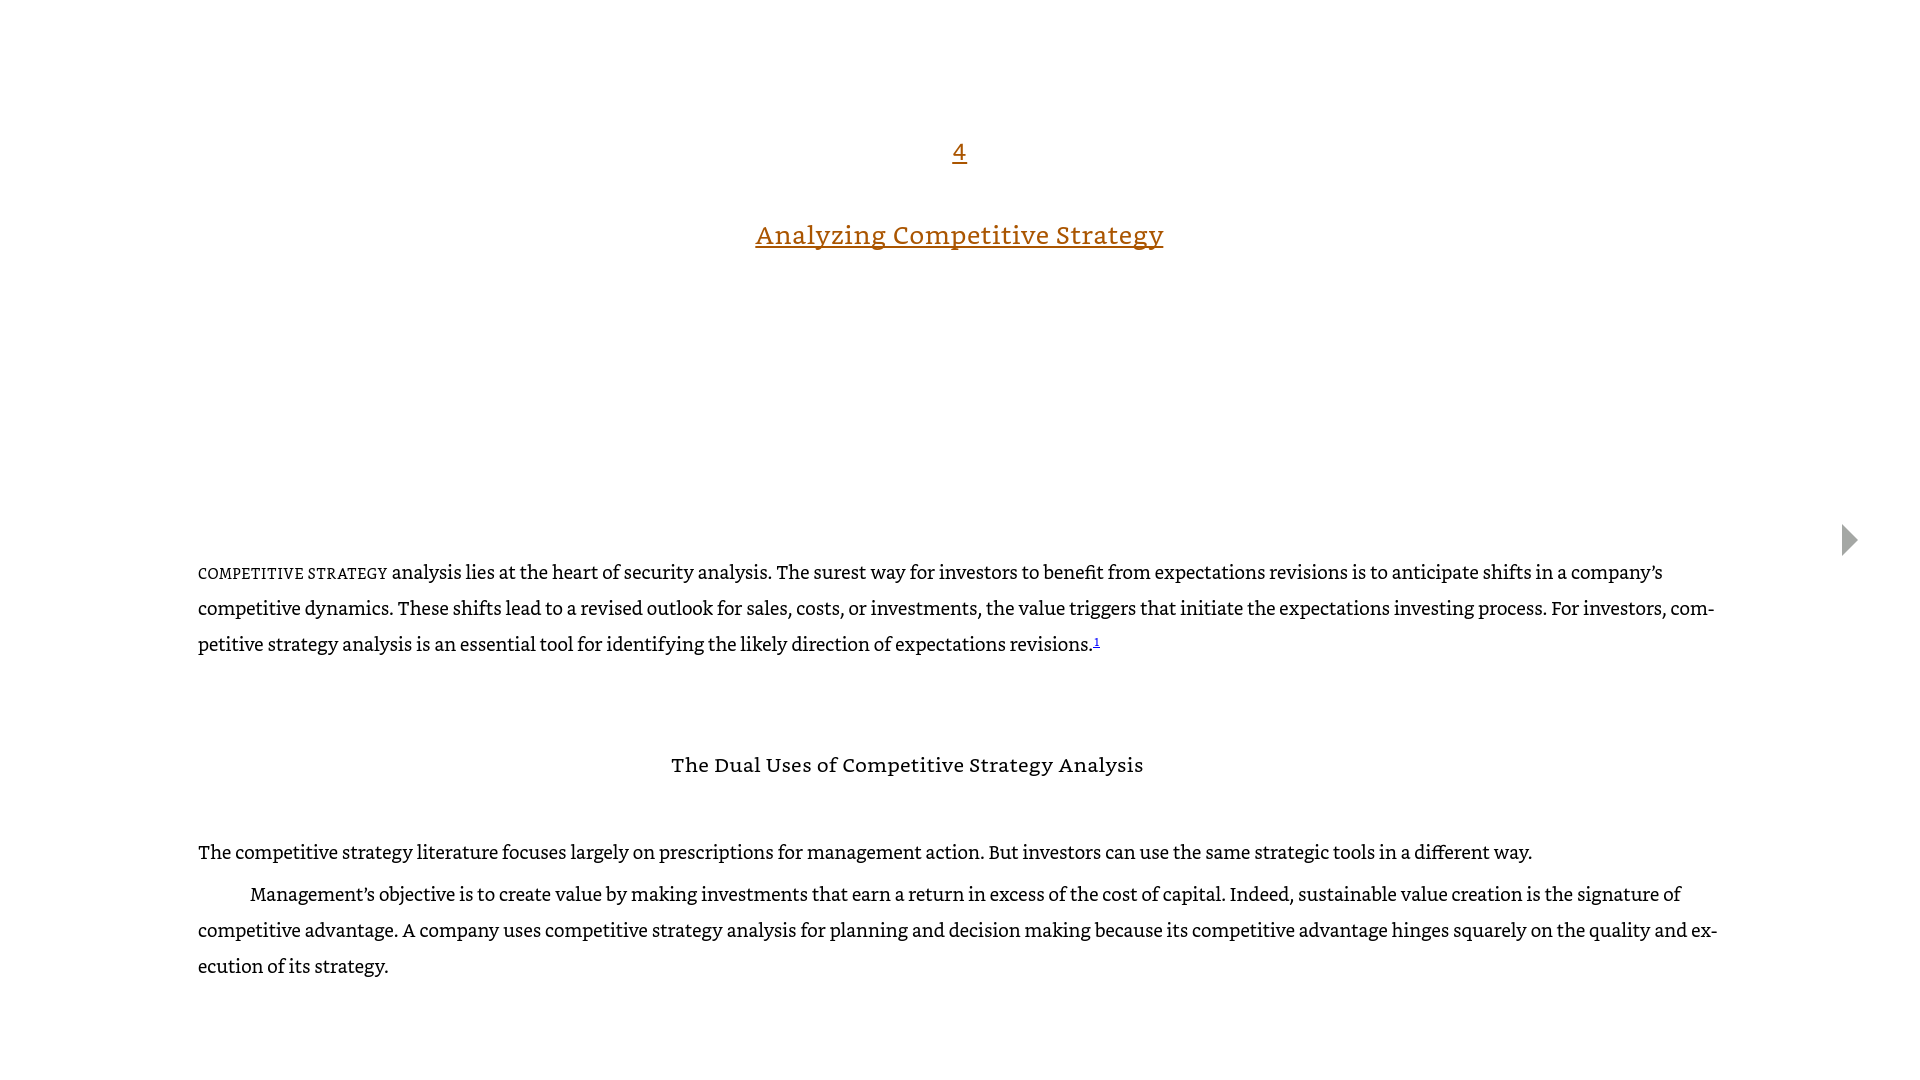 4
Analyzing Competitive Strategy
COMPETITIVE STRATEGY analysis lies at the heart of security analysis. The surest way for investors to benefit from expectations revisions is to anticipate shifts in a company’s
competitive dynamics. These shifts lead to a revised outlook for sales, costs, or investments, the value triggers that initiate the expectations investing process. For investors, com-
petitive strategy analysis is an essential tool for identifying the likely direction of expectations revisions.1
The Dual Uses of Competitive Strategy Analysis
The competitive strategy literature focuses largely on prescriptions for management action. But investors can use the same strategic tools in a different way.
Management’s objective is to create value by making investments that earn a return in excess of the cost of capital. Indeed, sustainable value creation is the signature of
competitive advantage. A company uses competitive strategy analysis for planning and decision making because its competitive advantage hinges squarely on the quality and ex-
ecution of its strategy.